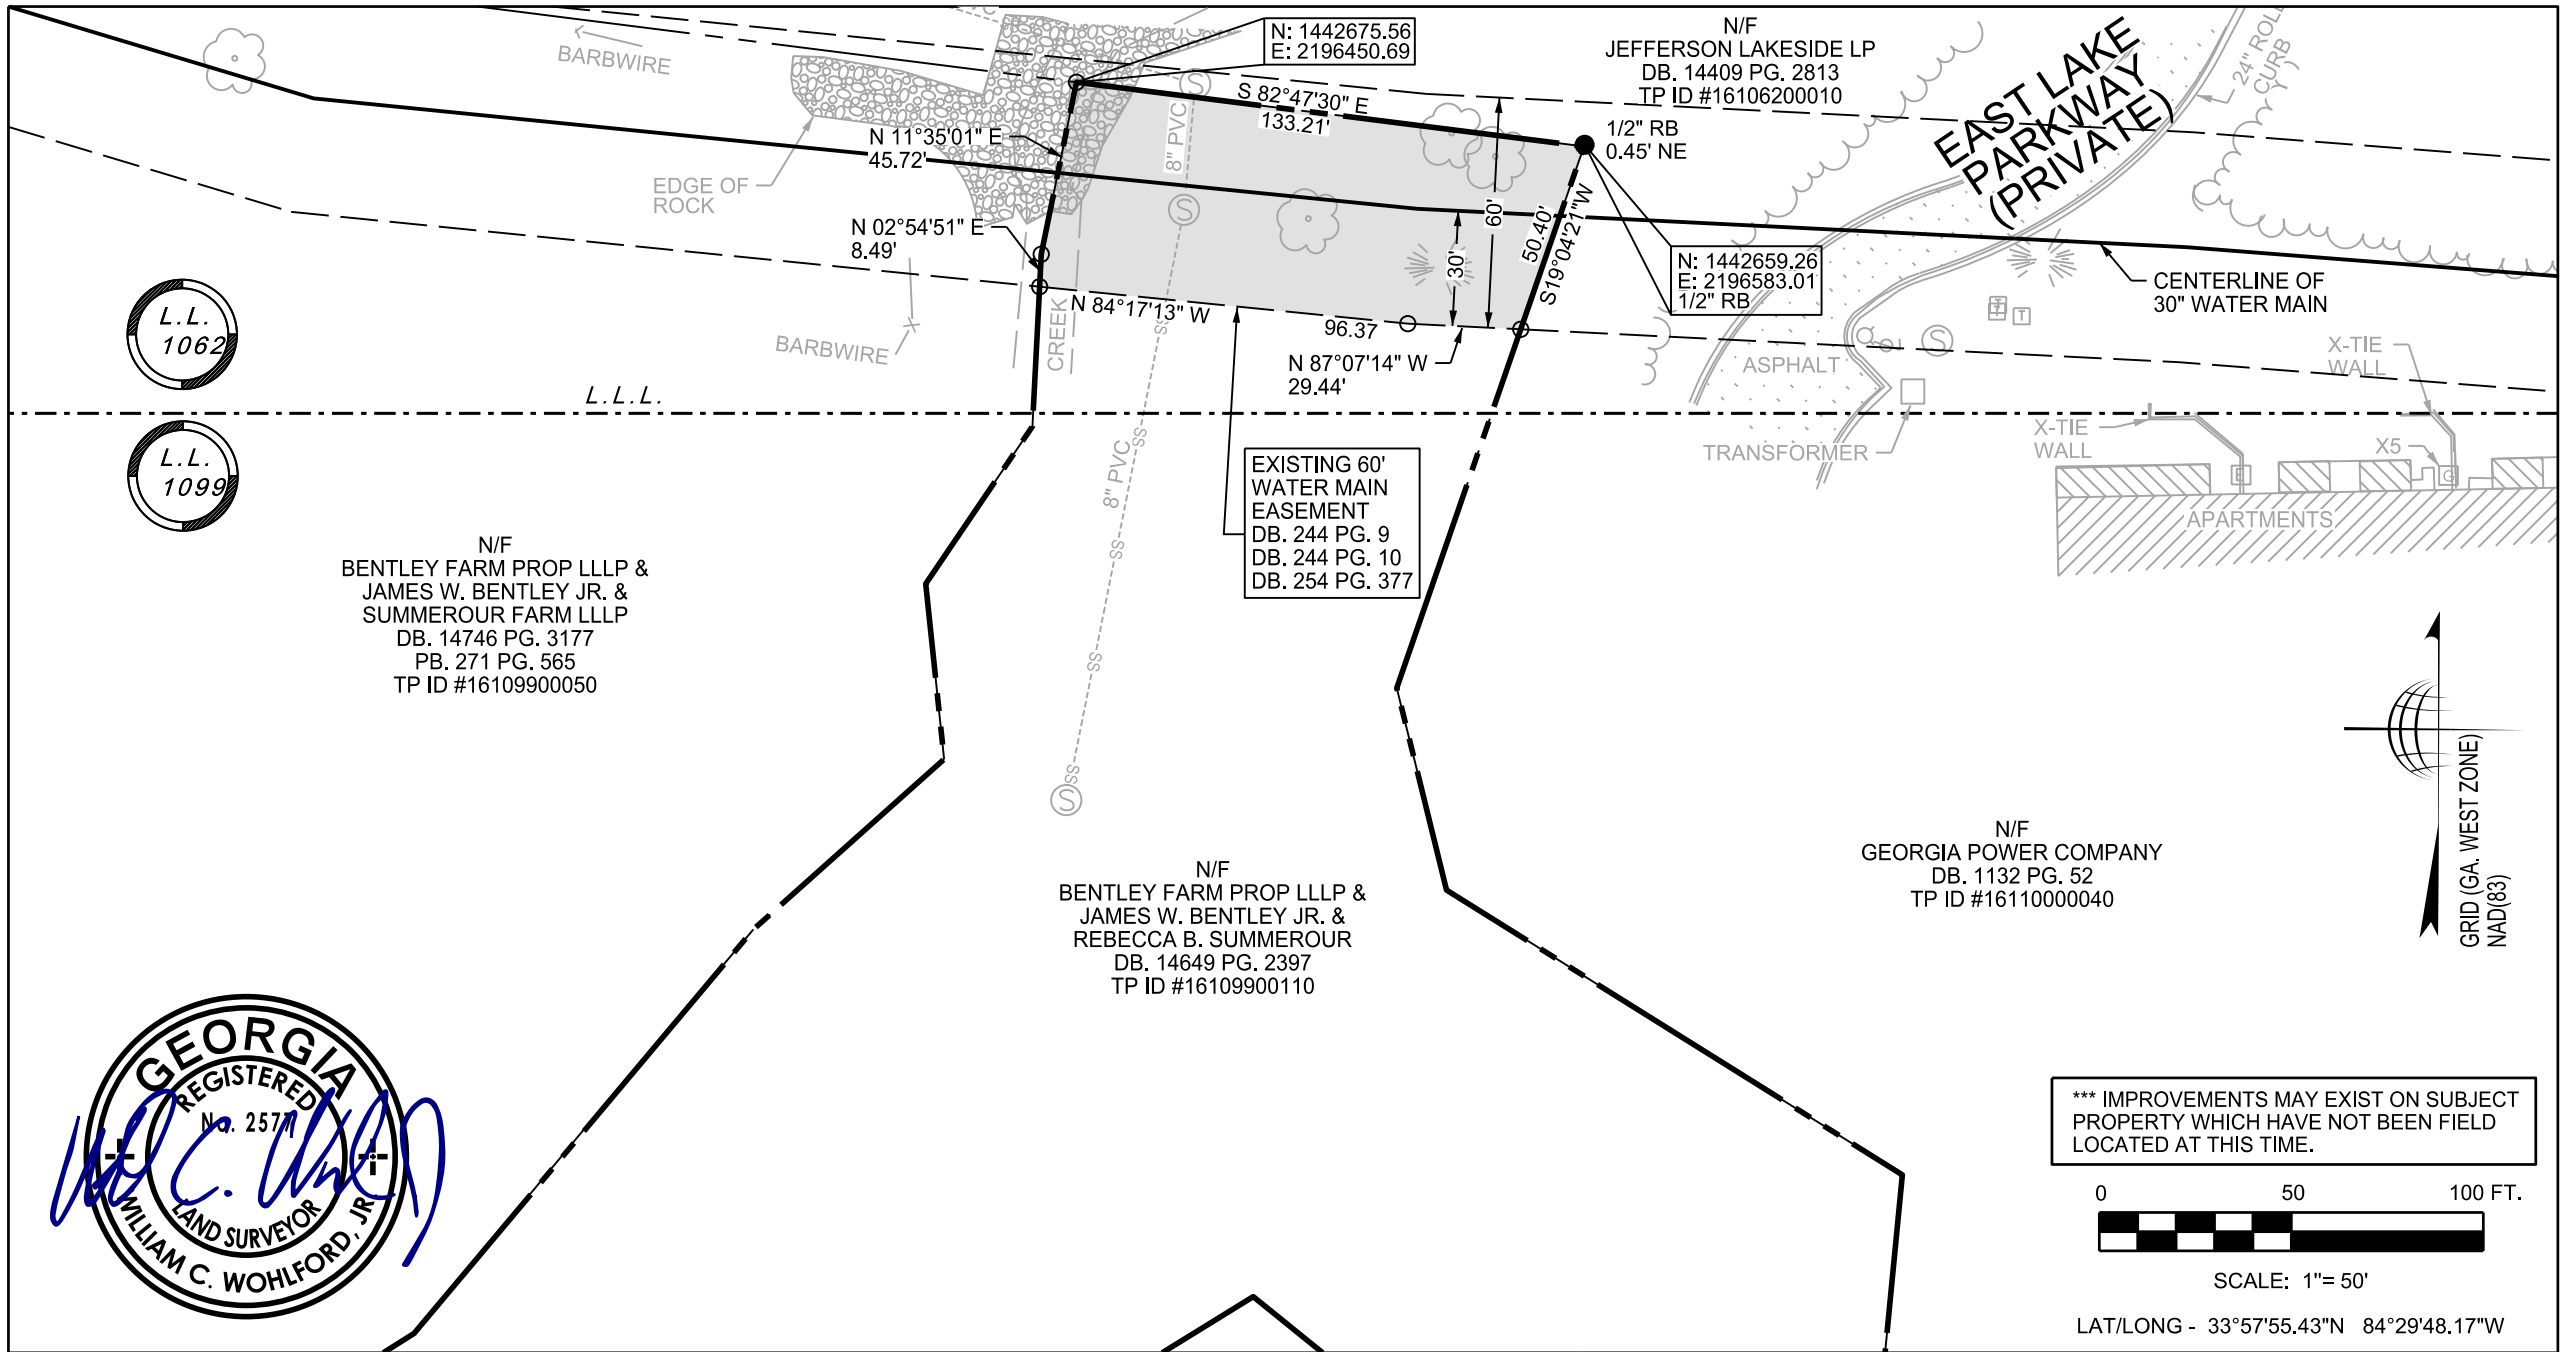 N: 1442675.56
E: 2196450.69
N/F
JEFFERSON LAKESIDE LP
DB. 14409 PG. 2813
TP ID #16106200010
EAST LAKE
PARKWAY
(PRIVATE)
24" ROLL
CURB
BARBWIRE
S 82°47'30" E
133.21'
8" PVC
S
S
N 11°35'01" E
45.72'
1/2" RB
0.45' NE
EDGE OF
ROCK
60'
30'
50.40'
S19°04'21"W
N 02°54'51" E
8.49'
N: 1442659.26
E: 2196583.01
1/2" RB
CENTERLINE OF
30" WATER MAIN
L.L.
1062
N 84°17'13" W
96.37
SS
BARBWIRE
CREEK
N 87°07'14" W
29.44'
T
T
S
ASPHALT
X-TIE
WALL
L.L.L.
L.L.
1099
8" PVC
SS
SS
SS
SS
S
TRANSFORMER
X-TIE
WALL
X5
E
G
APARTMENTS
EXISTING 60'
WATER MAIN
EASEMENT
DB. 244 PG. 9
DB. 244 PG. 10
DB. 254 PG. 377
N/F
BENTLEY FARM PROP LLLP &
JAMES W. BENTLEY JR. &
SUMMEROUR FARM LLLP
DB. 14746 PG. 3177
PB. 271 PG. 565
TP ID #16109900050
N/F
BENTLEY FARM PROP LLLP &
JAMES W. BENTLEY JR. &
REBECCA B. SUMMEROUR
DB. 14649 PG. 2397
TP ID #16109900110
N/F
GEORGIA POWER COMPANY
DB. 1132 PG. 52
TP ID #16110000040
GRID (GA. WEST ZONE)
NAD(83)
GEORGIA
REGISTERED
No. 2577
LAND SURVEYOR
WILLIAM C. WOHLFORD, JR.
*** IMPROVEMENTS MAY EXIST ON SUBJECT
PROPERTY WHICH HAVE NOT BEEN FIELD
LOCATED AT THIS TIME.
0 50 100 FT.
SCALE: 1"= 50'
LAT/LONG - 33°57'55.43"N 84°29'48.17"W